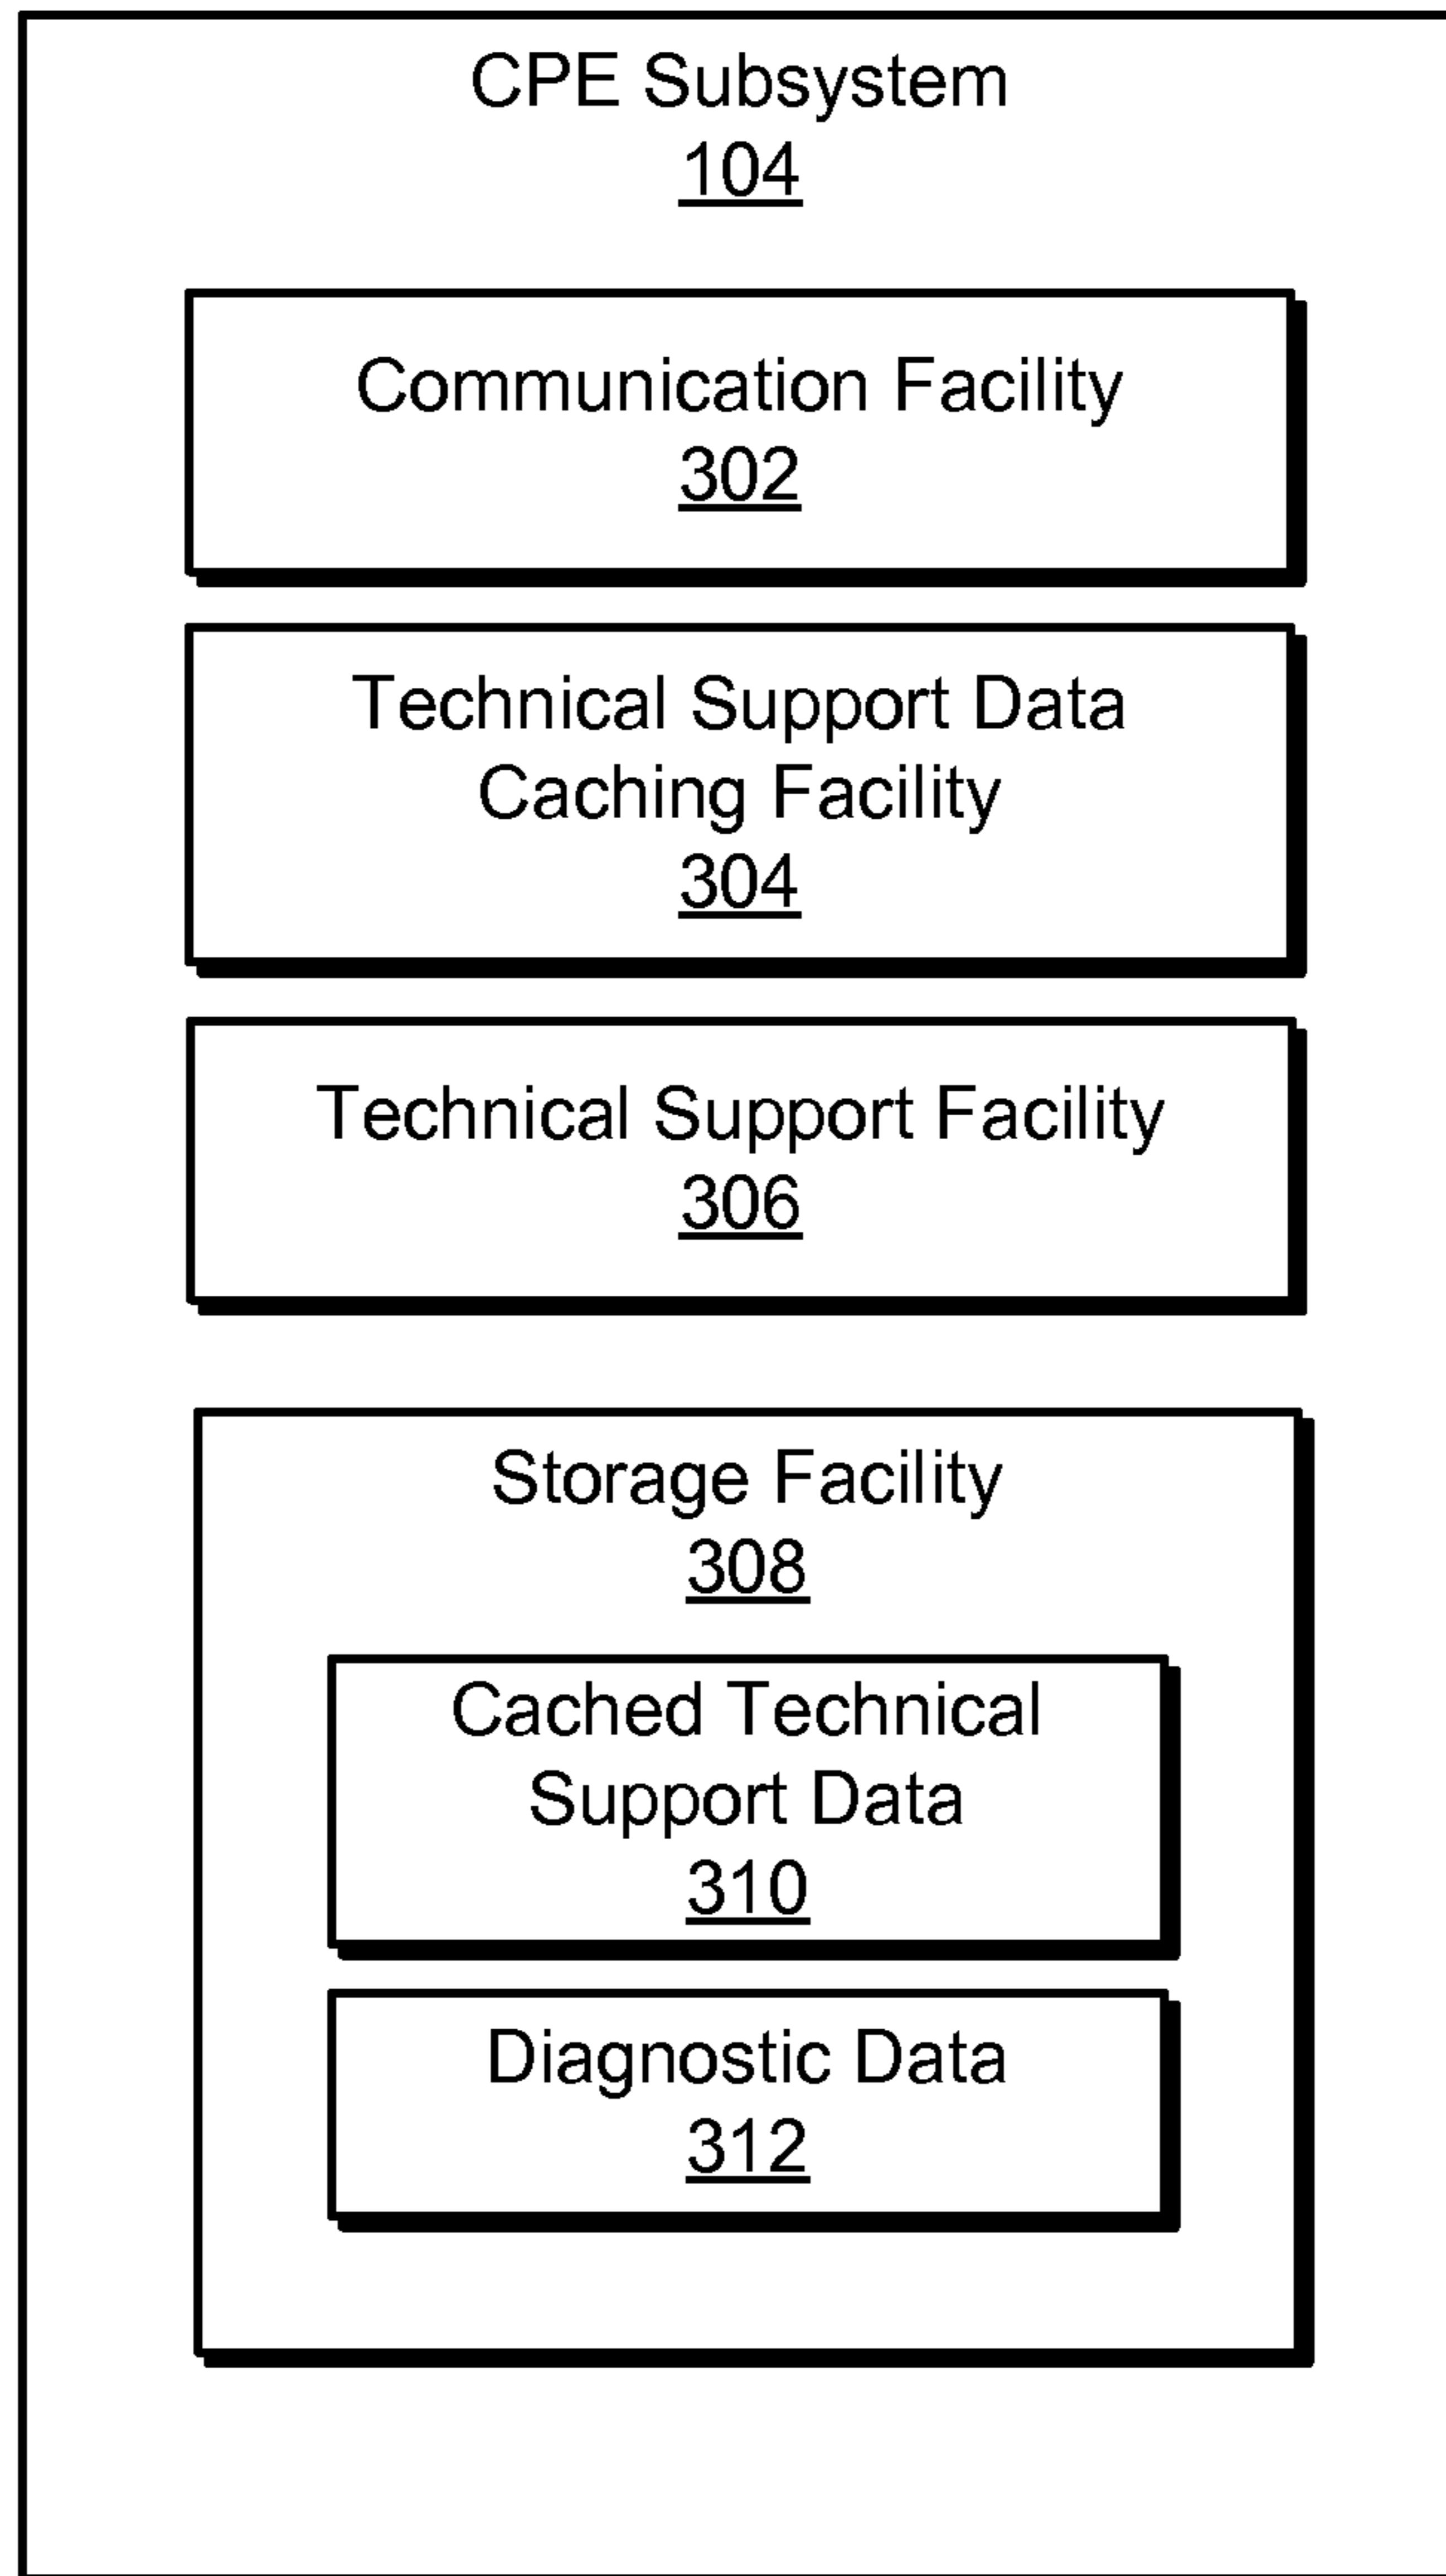 CPE Subsystem
104
Communication Facility
302
Technical Support Data
Caching Facility
304
Technical Support Facility
306
Storage Facility
308
Cached Technical
Support Data
310
Diagnostic Data
312